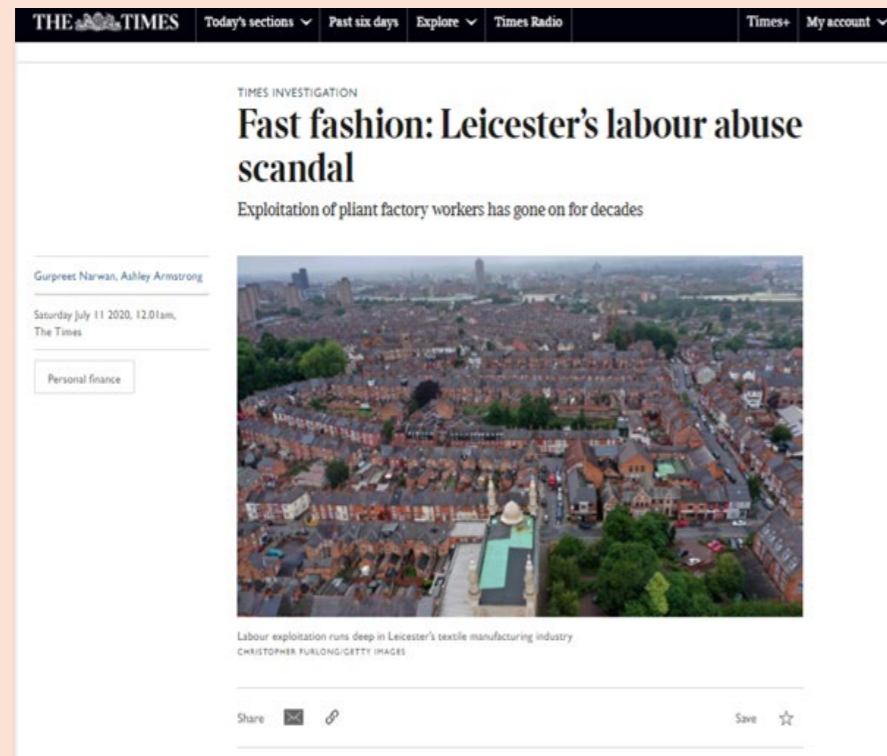 THE TIMES
Today's sections
Past six days
Explore
Times Radio
Times+
My account
TIMES INVESTIGATION
Fast fashion: Leicester's labour abuse
scandal
Exploitation of pliant factory workers has gone on for decades
Gurpreet Narwan, Ashley Armstrong
Saturday July 11 2020, 12.01am,
The Times
Personal finance
Labour exploitation runs deep in Leicester's textile manufacturing industry
CHRISTOPHER FURLONG/GETTY IMAGES
Share
Save